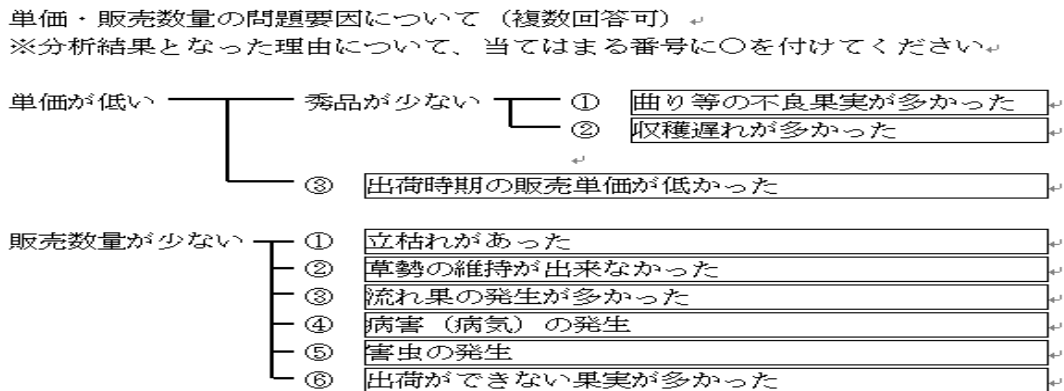 単価・販売数量の問題要因について（複数回答可）
※分析結果となった理由について、当てはまる番号に〇を付けてください
単価が低い 秀品が少ない ① 曲り等の不良果実が多かった
② 収穫遅れが多かった
③ 出荷時期の販売単価が低かった
販売数量が少ない ① 立枯れがあった
② 草勢の維持が出来なかった
③ 流れ果の発生が多かった
④ 病害（病気）の発生
⑤ 害虫の発生
⑥ 出荷ができない果実が多かった